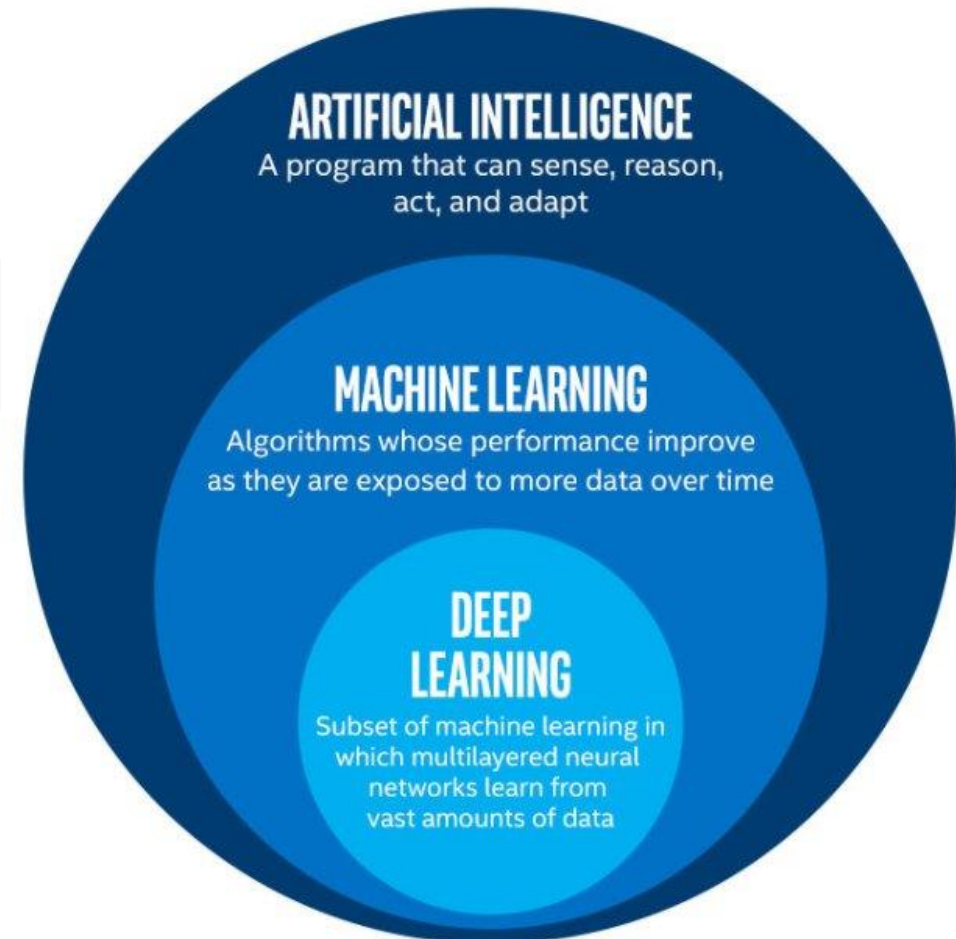 ARTIFICIAL INTELLIGENCE
A program that can sense, reason,
act, and adapt
MACHINE LEARNING
Algorithms whose performance improve
as they are exposed to more data over time
DEEP
LEARNING
Subset of machine learning in
which multilayered neural
networks learn from
vast amounts of data